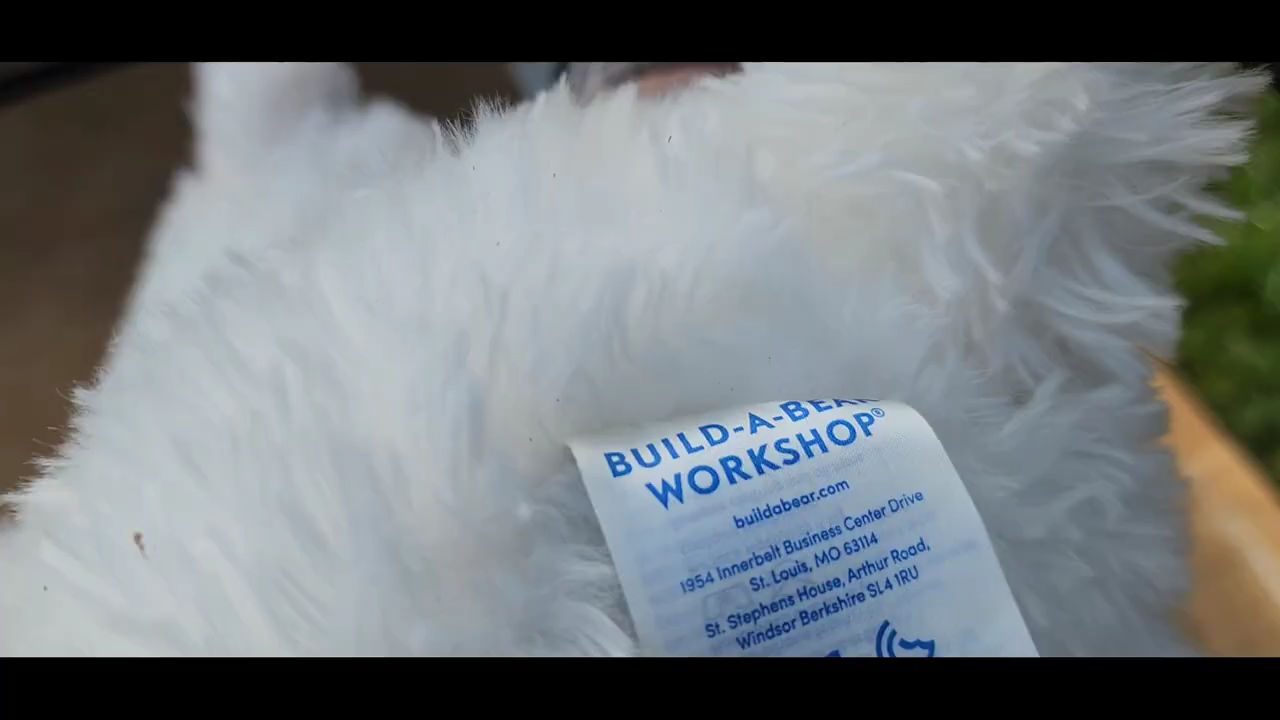 BUILD-A-BEAR
WORKSHOP®
buildabear.com
1954 Innerbelt Business Center Drive
St. Louis, MO 63114
St. Stephens House, Arthur Road,
Windsor Berkshire SL4 1RU